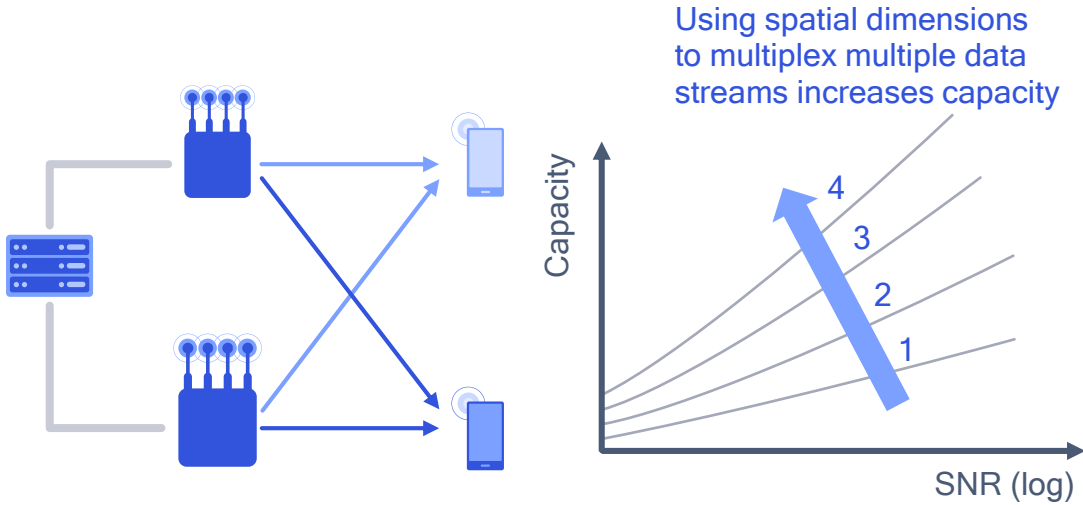 Using spatial dimensions
to multiplex multiple data
streams increases capacity
Capacity
4
3
2
1
SNR (log)